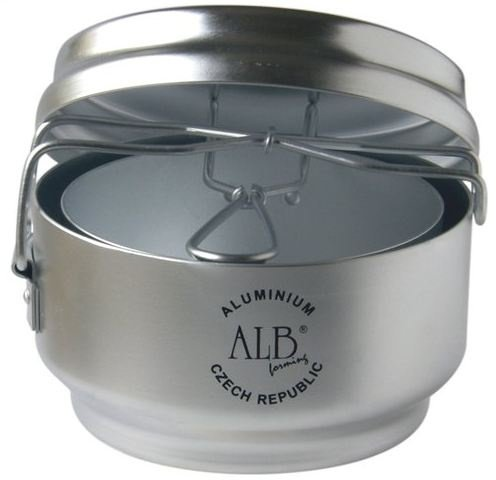 ALUMINIUM
ALB®
forming
CZECH REPUBLIC